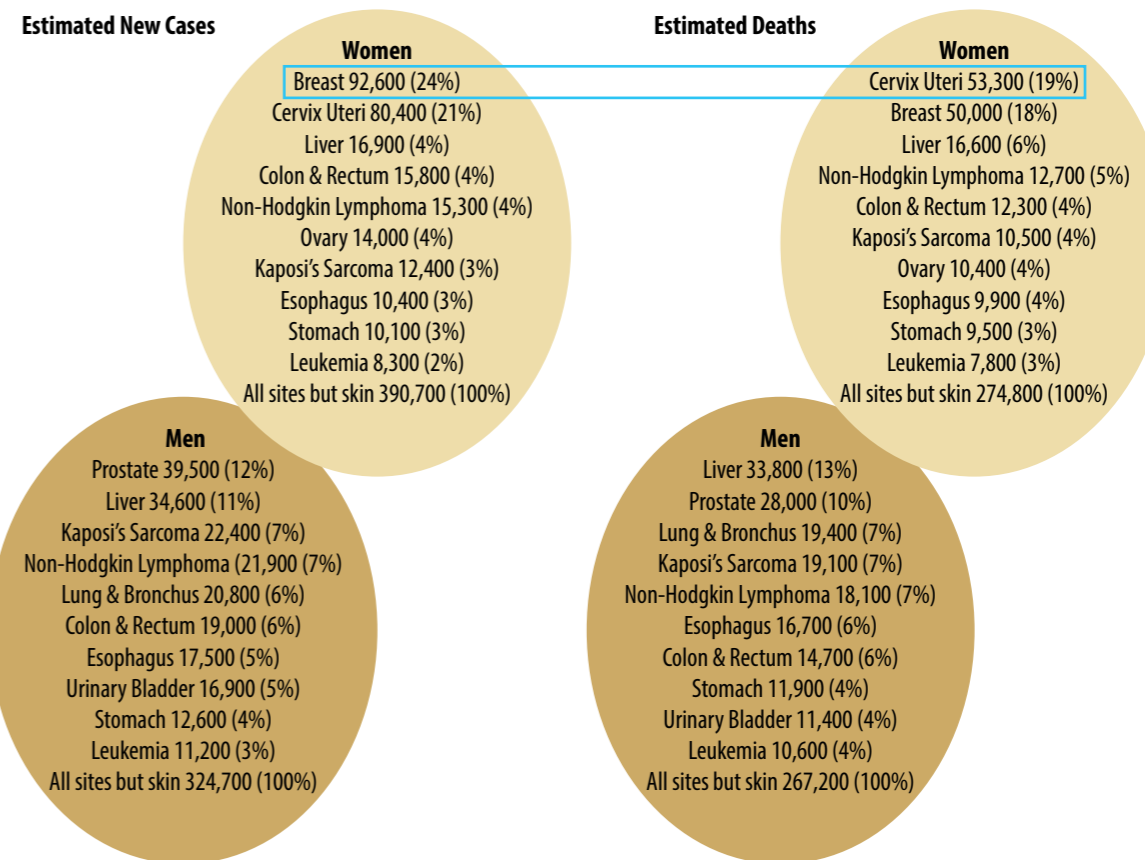 Estimated New Cases
Women
Breast 92,600 (24%)
Cervix Uteri 80,400 (21%)
Liver 16,900 (4%)
Colon & Rectum 15,800 (4%)
Non-Hodgkin Lymphoma 15,300 (4%)
Ovary 14,000 (4%)
Kaposi's Sarcoma 12,400 (3%)
Esophagus 10,400 (3%)
Stomach 10,100 (3%)
Leukemia 8,300 (2%)
All sites but skin 390,700 (100%)
Men
Prostate 39,500 (12%)
Liver 34,600 (11%)
Kaposi's Sarcoma 22,400 (7%)
Non-Hodgkin Lymphoma (21,900 (7%)
Lung & Bronchus 20,800 (6%)
Colon & Rectum 19,000 (6%)
Esophagus 17,500 (5%)
Urinary Bladder 16,900 (5%)
Stomach 12,600 (4%)
Leukemia 11,200 (3%)
All sites but skin 324,700 (100%)
Estimated Deaths
Women
Cervix Uteri 53,300 (19%)
Breast 50,000 (18%)
Liver 16,600 (6%)
Non-Hodgkin Lymphoma 12,700 (5%)
Colon & Rectum 12,300 (4%)
Kaposi's Sarcoma 10,500 (4%)
Ovary 10,400 (4%)
Esophagus 9,900 (4%)
Stomach 9,500 (3%)
Leukemia 7,800 (3%)
All sites but skin 274,800 (100%)
Men
Liver 33,800 (13%)
Prostate 28,000 (10%)
Lung & Bronchus 19,400 (7%)
Kaposi's Sarcoma 19,100 (7%)
Non-Hodgkin Lymphoma 18,100 (7%)
Esophagus 16,700 (6%)
Colon & Rectum 14,700 (6%)
Stomach 11,900 (4%)
Urinary Bladder 11,400 (4%)
Leukemia 10,600 (4%)
All sites but skin 267,200 (100%)